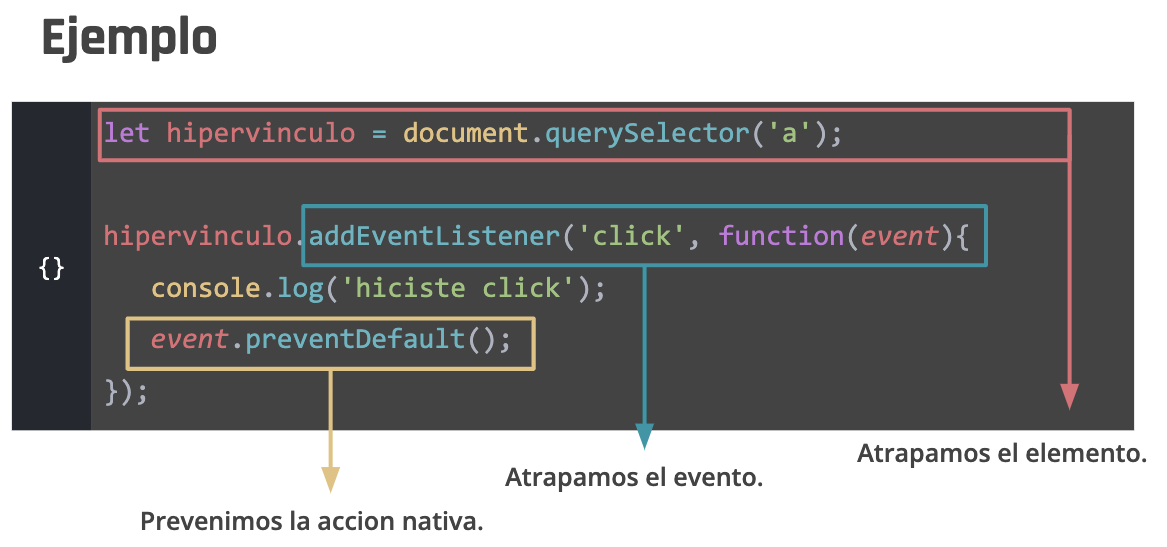 Ejemplo
let hipervinculo = document.querySelector('a');
hipervinculo.addEventListener('click', function(event){
{}
console.log('hiciste click');
event.preventDefault();
});
Atrapamos el elemento.
Atrapamos el evento.
Prevenimos la accion nativa.